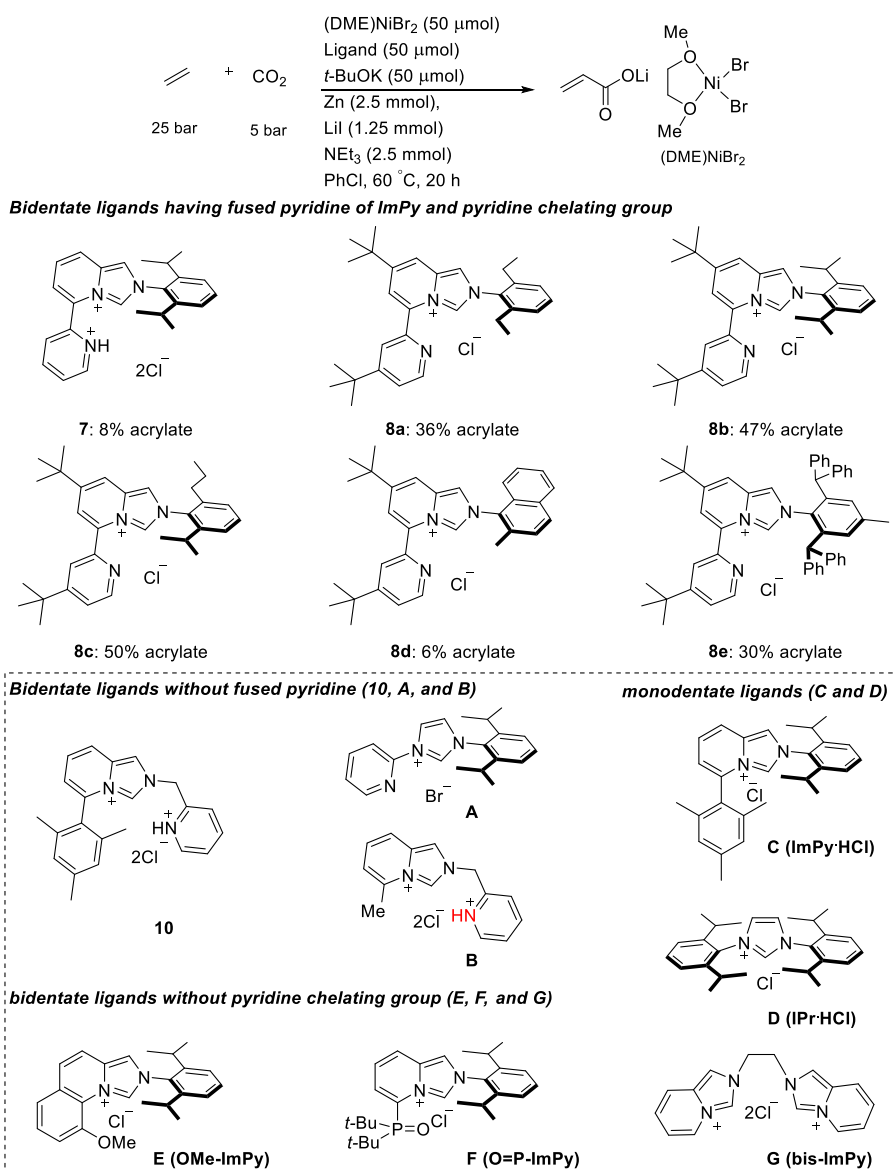 (DME)NiBr2 (50 μmol)
Ligand (50 μmol)
t-BuOK (50 μmol)
Zn (2.5 mmol),
LiI (1.25 mmol)
NEt3 (2.5 mmol)
PhCl, 60 °C, 20 h
+ CO2
25 bar 5 bar
OLi
O
Me
O
Ni
Br
Br
O
Me
(DME)NiBr2
Bidentate ligands having fused pyridine of ImPy and pyridine chelating group
N + N
+ NH
2Cl−
7: 8% acrylate
N + N
N
Cl−
8a: 36% acrylate
N + N
N
Cl−
8b: 47% acrylate
N + N
N
Cl−
8c: 50% acrylate
N + N
N
Cl−
8d: 6% acrylate
Ph
Ph
N + N
N
Ph Ph
Cl−
8e: 30% acrylate
Bidentate ligands without fused pyridine (10, A, and B)
monodentate ligands (C and D)
N + N
HN +
2Cl−
10
N + N
N
Br−
A
N + N
Me
2Cl−
HN +
B
N + N
Cl−
C (ImPy·HCl)
N + N
Cl−
D (IPr·HCl)
bidentate ligands without pyridine chelating group (E, F, and G)
N + N
Cl−
OMe
E (OMe-ImPy)
N + N
t-Bu
P=O
t-Bu
Cl−
F (O=P-ImPy)
N N
N + N +
2Cl−
G (bis-ImPy)